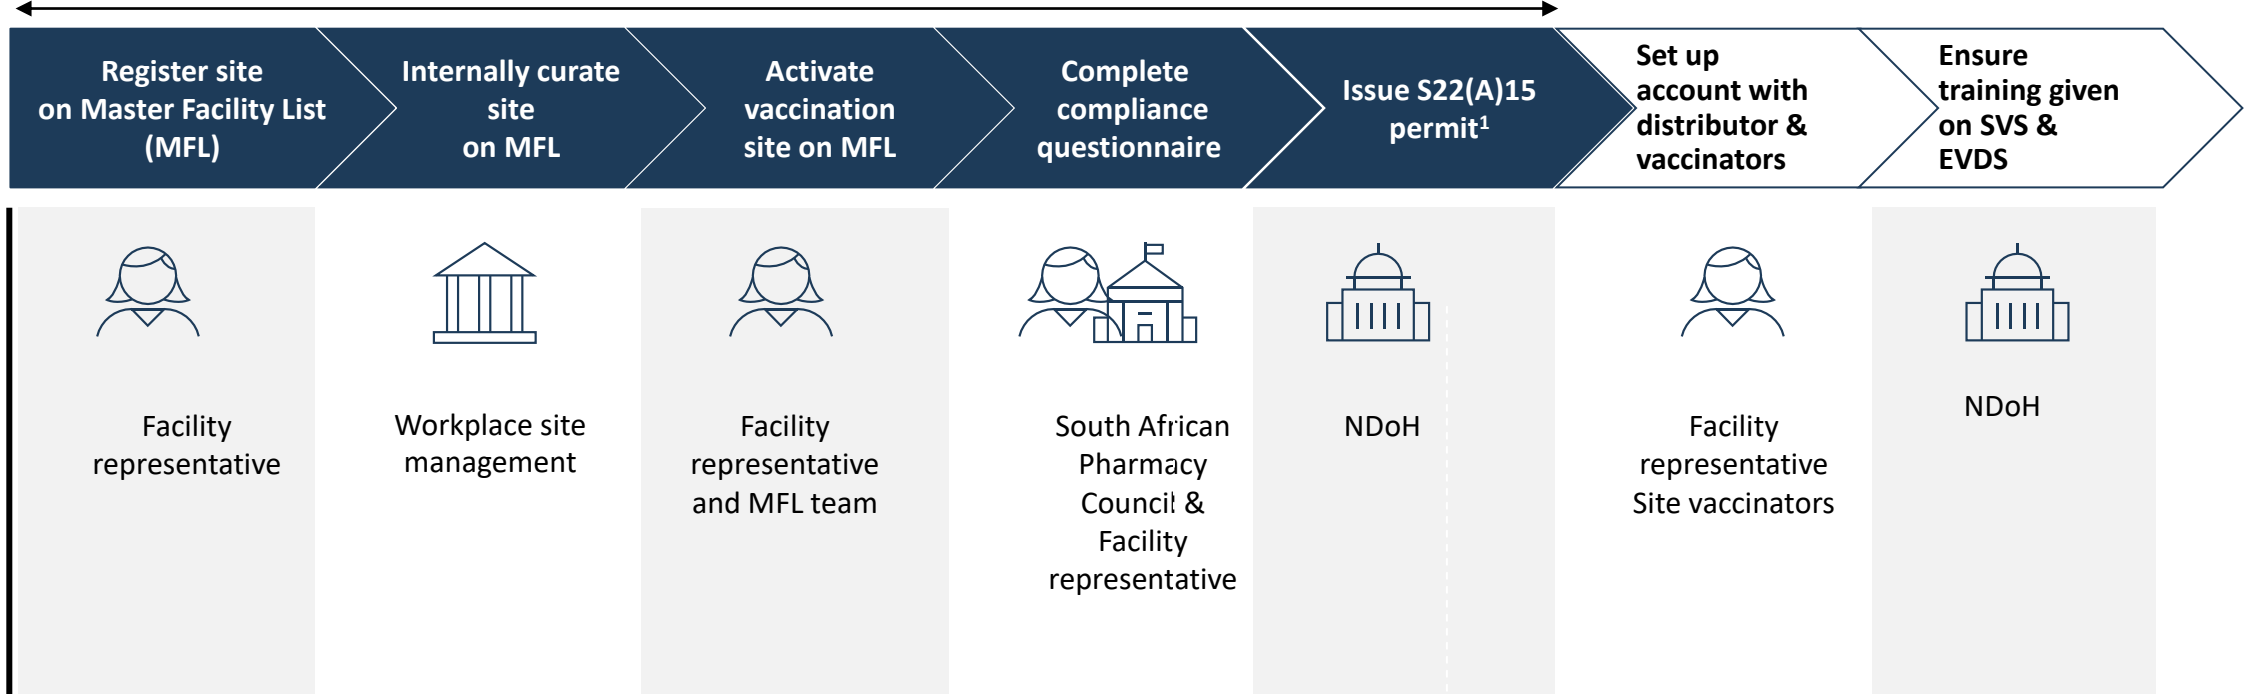 Register site
on Master Facility List
(MFL)
Internally curate
site
on MFL
Activate
vaccination
site on MFL
Complete
compliance
questionnaire
Issue S22(A)15
permit¹
Set up
account with
distributor &
vaccinators
Ensure
training given
on SVS &
EVDS
Facility
representative
Workplace site
management
Facility
representative
and MFL team
South African
Pharmacy
Council &
Facility
representative
NDoH
Facility
representative
Site vaccinators
NDoH